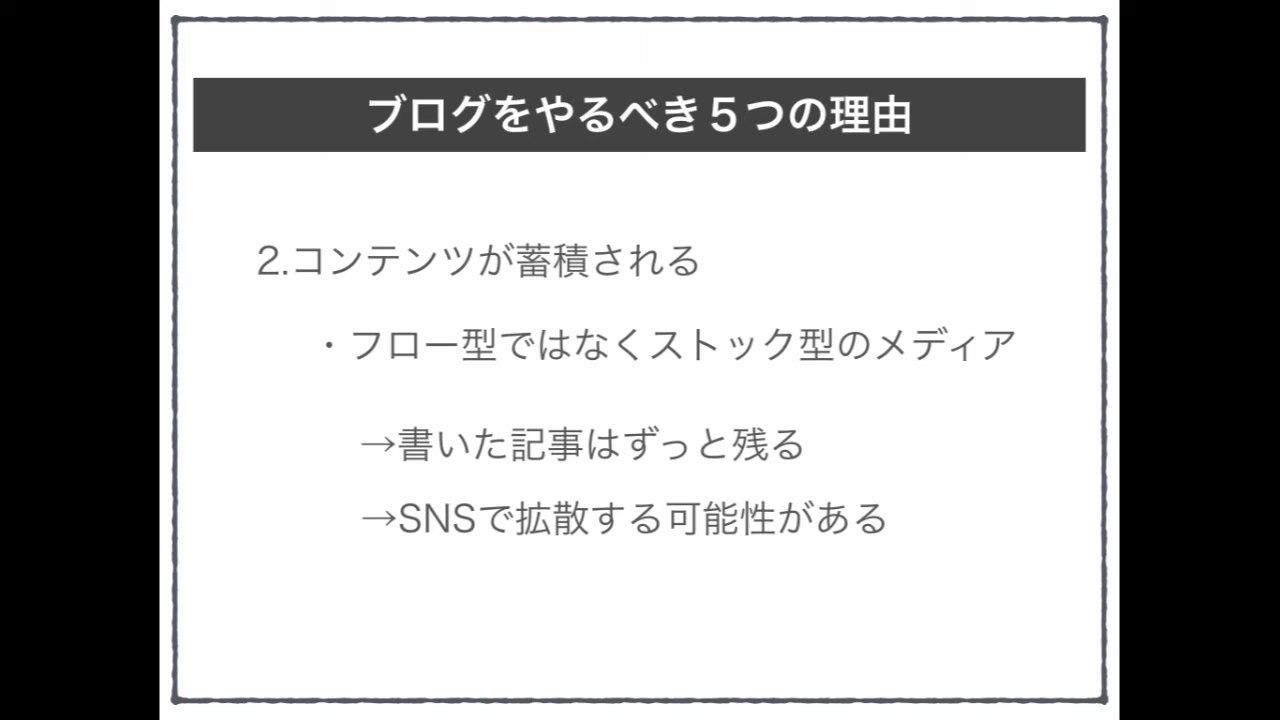 ブログをやるべき５つの理由
2.コンテンツが蓄積される
・フロー型ではなくストック型のメディア
→書いた記事はずっと残る
→SNSで拡散する可能性がある